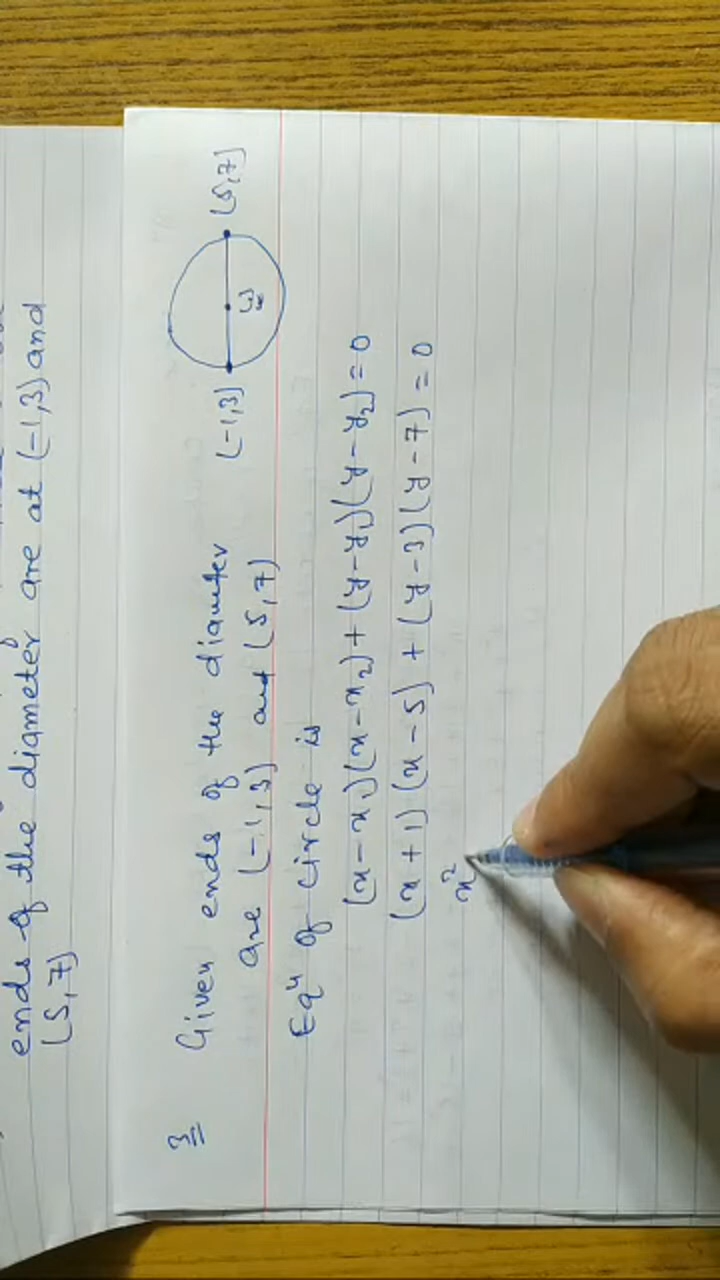 ends of the diameter are at (-1,3) and
(5,7)
3 Given ends of the diameter
are (-1,3) and (5,7)
(-1,3) (5,7)
Eqn of circle is
(x-x1)(x-x2)+(y-y1)(y-y2)=0
(x+1)(x-5)+(y-3)(y-7)=0
x²